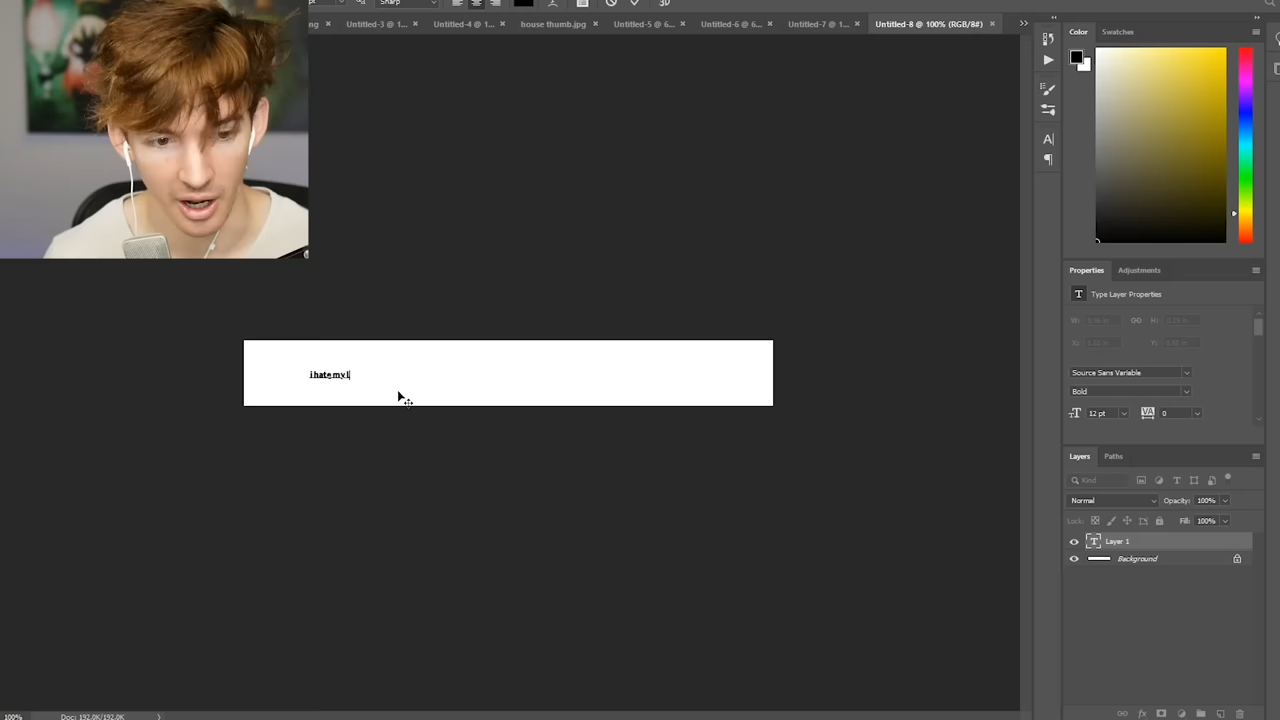 Sharp
ng × Untitled-3 @ 1... × Untitled-4 @ 1... × house thumb.jpg × Untitled-5 @ 6... × Untitled-6 @ 6... × Untitled-7 @ 1... × Untitled-8 @ 100% (RGB/8#) ×
Color Swatches
Properties Adjustments
T Type Layer Properties
W: H:
X: Y:
Source Sans Variable
Bold
12 pt VA 0
i hate my l
Layers Paths
Kind
Normal Opacity: 100%
Lock: Fill: 100%
T Layer 1
Background
100% Doc: 192.0K/192.0K